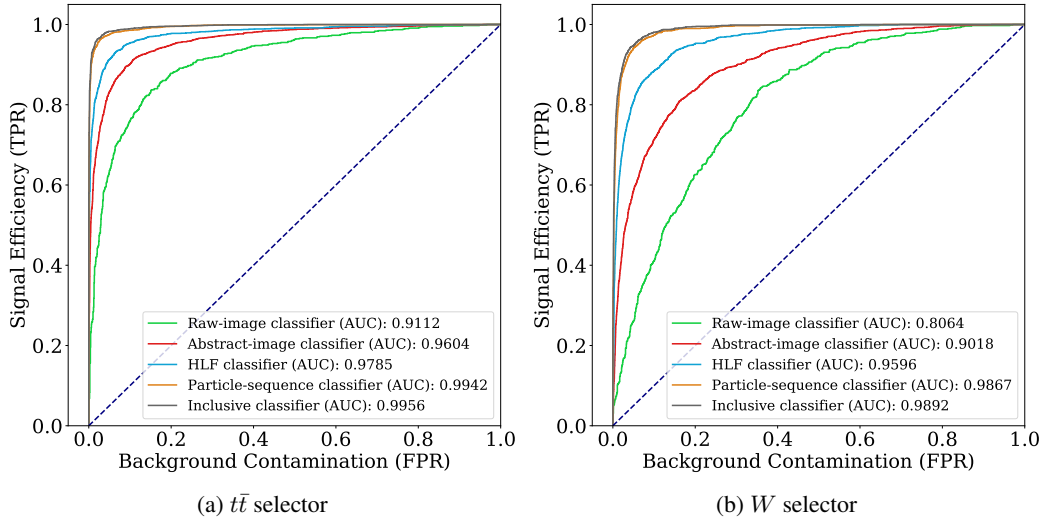 1.0
0.8
0.6
0.4
0.2
0.0
Signal Efficiency (TPR)
Raw-image classifier (AUC): 0.9112
Abstract-image classifier (AUC): 0.9604
HLF classifier (AUC): 0.9785
Particle-sequence classifier (AUC): 0.9942
Inclusive classifier (AUC): 0.9956
0.0 0.2 0.4 0.6 0.8 1.0
Background Contamination (FPR)
(a) tt̄ selector
1.0
0.8
0.6
0.4
0.2
0.0
Signal Efficiency (TPR)
Raw-image classifier (AUC): 0.8064
Abstract-image classifier (AUC): 0.9018
HLF classifier (AUC): 0.9596
Particle-sequence classifier (AUC): 0.9867
Inclusive classifier (AUC): 0.9892
0.0 0.2 0.4 0.6 0.8 1.0
Background Contamination (FPR)
(b) W selector